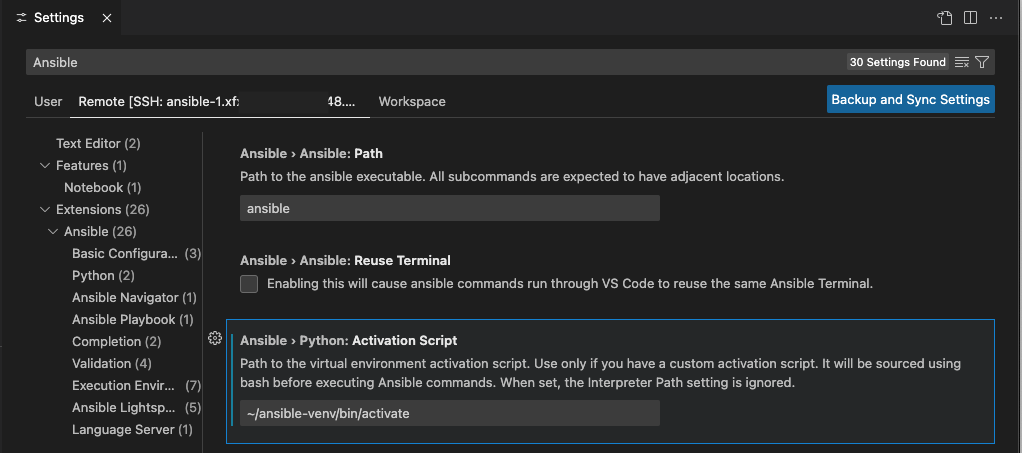 Settings
Ansible
30 Settings Found
User Remote [SSH: ansible-1.xf 48.... Workspace
Backup and Sync Settings
Text Editor (2)
Features (1)
Notebook (1)
Extensions (26)
Ansible (26)
Basic Configura... (3)
Python (2)
Ansible Navigator (1)
Ansible Playbook (1)
Completion (2)
Validation (4)
Execution Envir... (7)
Ansible Lightsp... (5)
Language Server (1)
Ansible › Ansible: Path
Path to the ansible executable. All subcommands are expected to have adjacent locations.
ansible
Ansible › Ansible: Reuse Terminal
Enabling this will cause ansible commands run through VS Code to reuse the same Ansible Terminal.
Ansible › Python: Activation Script
Path to the virtual environment activation script. Use only if you have a custom activation script. It will be sourced using
bash before executing Ansible commands. When set, the Interpreter Path setting is ignored.
~/ansible-venv/bin/activate